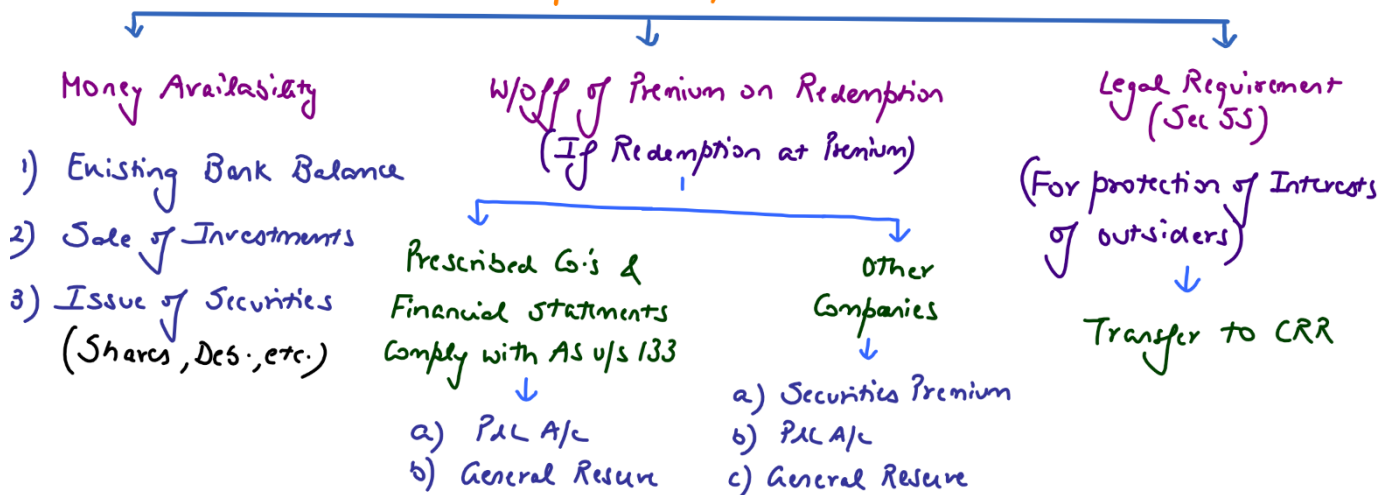 Money Availability
1) Existing Bank Balance
2) Sale of Investments
3) Issue of Securities
(Shares, Deb., etc.)
W/off of Premium on Redemption
(If Redemption at Premium)
Prescribed Co's &
Financial statements
Comply with AS u/s 133
a) P&L A/c
b) General Reserve
Other
Companies
a) Securities Premium
b) P&L A/c
c) General Reserve
Legal Requirement
(Sec 55)
(For protection of Interests
of outsiders)
Transfer to CRR